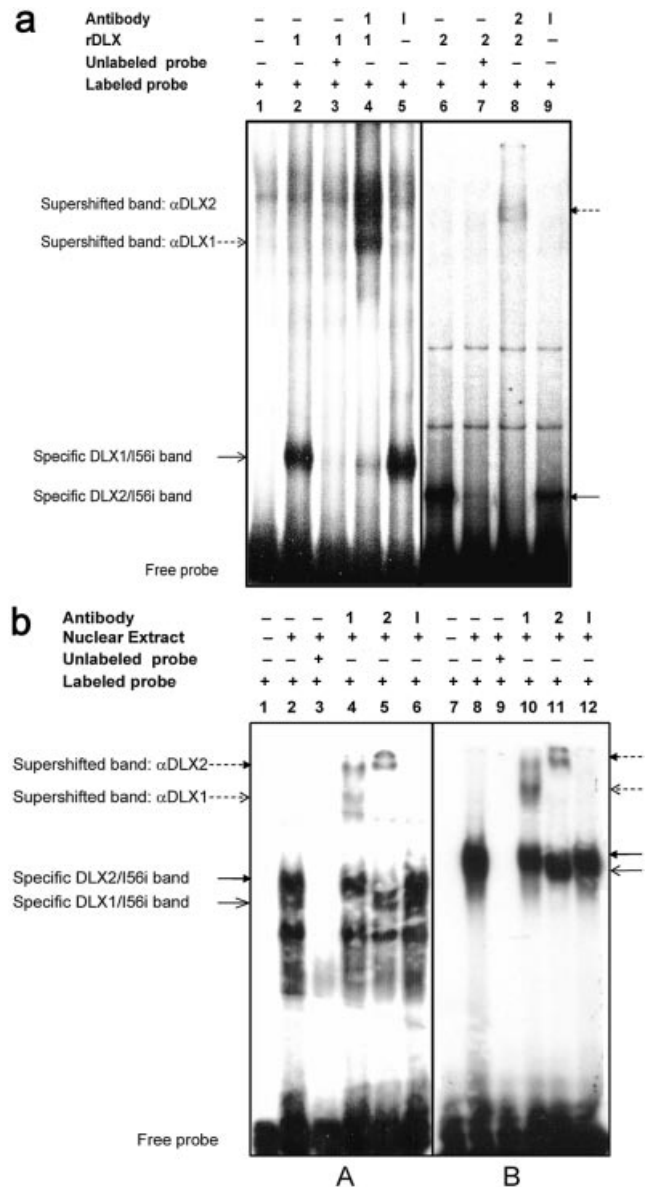 a
Antibody – – – 1 I – – 2 I
rDLX – 1 1 1 – 2 2 2 –
Unlabeled probe – – + – – – + – –
Labeled probe + + + + + + + + +
1 2 3 4 5 6 7 8 9
Supershifted band: αDLX2
Supershifted band: αDLX1
Specific DLX1/I56i band
Specific DLX2/I56i band
Free probe
b
Antibody – – – 1 2 I – – – 1 2 I
Nuclear Extract – + + + + + – + + + + +
Unlabeled probe – – + – – – – – + – – –
Labeled probe + + + + + + + + + + + +
1 2 3 4 5 6 7 8 9 10 11 12
Supershifted band: αDLX2
Supershifted band: αDLX1
Specific DLX2/I56i band
Specific DLX1/I56i band
Free probe
A B